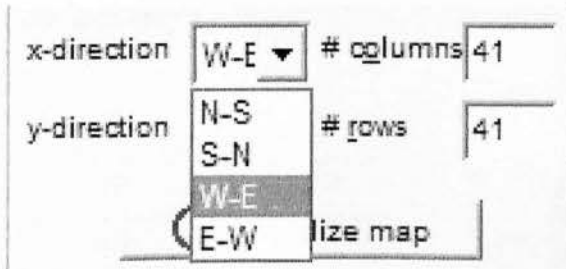 x-direction W-E # columns 41
N-S
y-direction # rows 41
S-N
W-E
E-W lize map